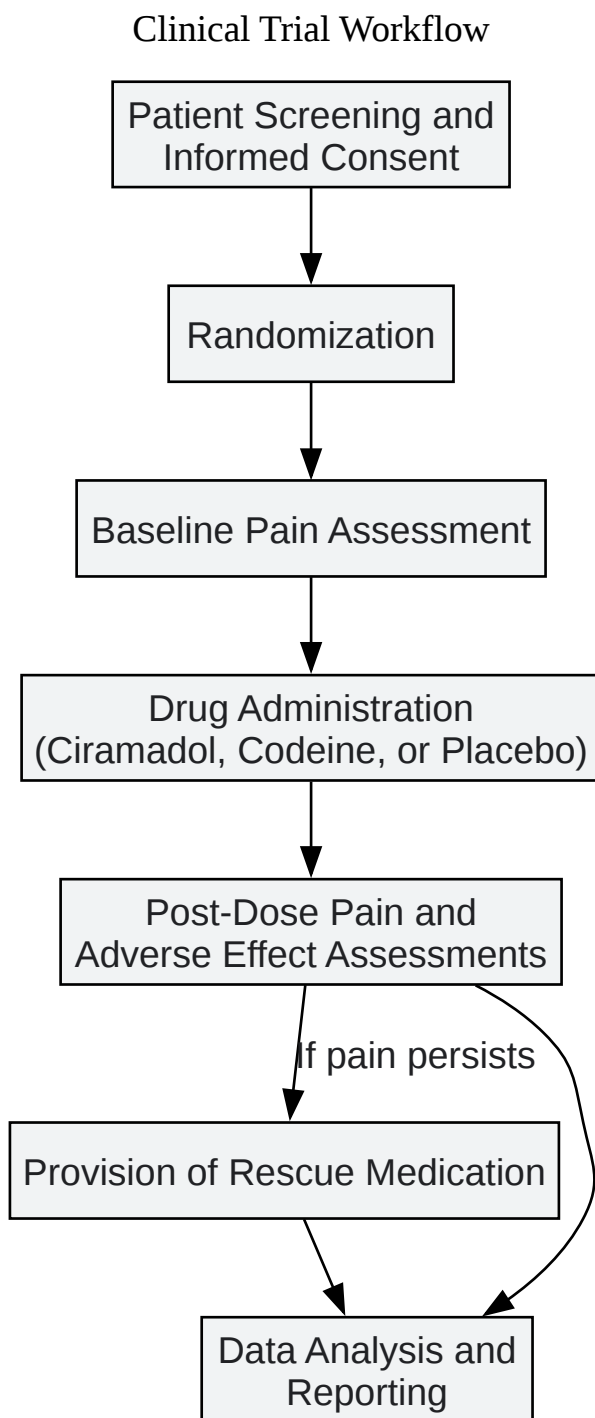 Clinical Trial Workflow
Patient Screening and
Informed Consent
Randomization
Baseline Pain Assessment
Drug Administration
(Ciramadol, Codeine, or Placebo)
Post-Dose Pain and
Adverse Effect Assessments
If pain persists
Provision of Rescue Medication
Data Analysis and
Reporting